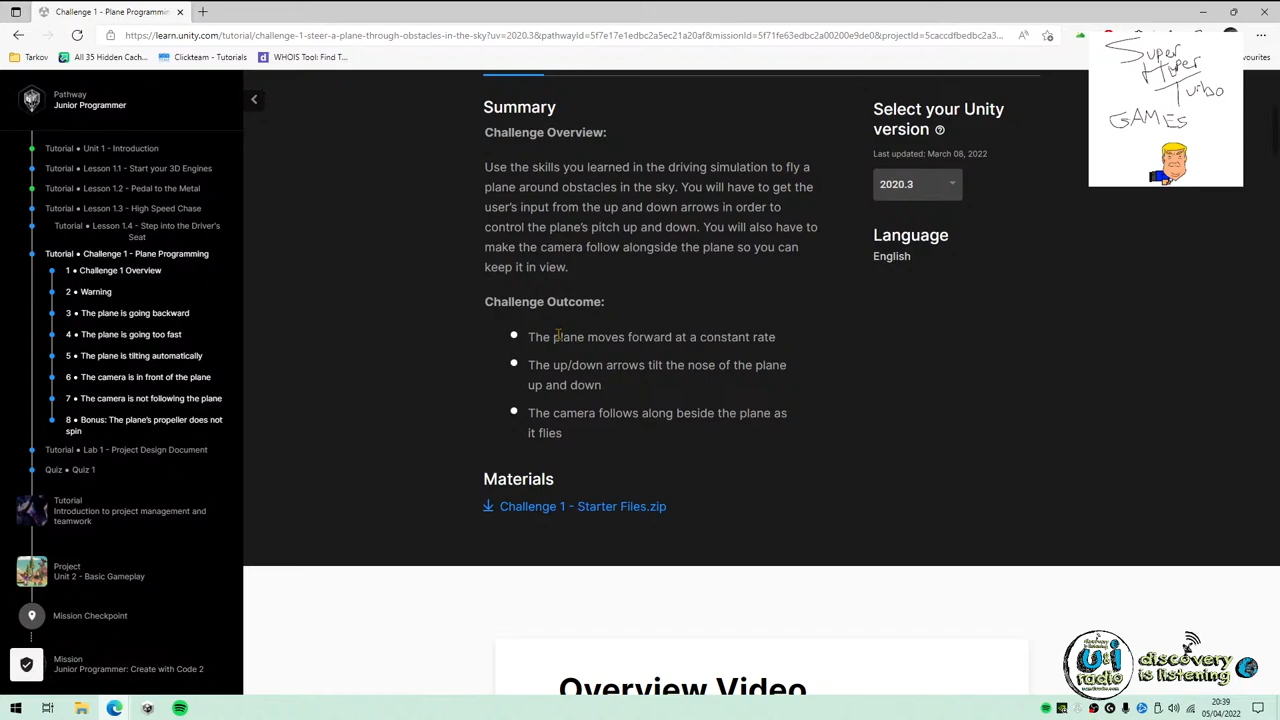 Challenge 1 - Plane Programmin
https://learn.unity.com/tutorial/challenge-1-steer-a-plane-through-obstacles-in-the-sky?uv=2020.3&pathwayId=5f7e17e1edbc2a5ec21a20af&missionId=5f71fe63edbc2a00200e9de0&projectId=5caccdfbedbc2a3...
Tarkov
All 35 Hidden Cach...
Clickteam - Tutorials
WHOIS Tool: Find T...
vourites
Super
Hyper
Turbo
GAMES
Pathway
Junior Programmer
Tutorial • Unit 1 - Introduction
Tutorial • Lesson 1.1 - Start your 3D Engines
Tutorial • Lesson 1.2 - Pedal to the Metal
Tutorial • Lesson 1.3 - High Speed Chase
Tutorial • Lesson 1.4 - Step into the Driver's
Seat
Tutorial • Challenge 1 - Plane Programming
1 • Challenge 1 Overview
2 • Warning
3 • The plane is going backward
4 • The plane is going too fast
5 • The plane is tilting automatically
6 • The camera is in front of the plane
7 • The camera is not following the plane
8 • Bonus: The plane's propeller does not
spin
Tutorial • Lab 1 - Project Design Document
Quiz • Quiz 1
Tutorial
Introduction to project management and
teamwork
Project
Unit 2 - Basic Gameplay
Mission Checkpoint
Mission
Junior Programmer: Create with Code 2
Summary
Challenge Overview:
Use the skills you learned in the driving simulation to fly a
plane around obstacles in the sky. You will have to get the
user's input from the up and down arrows in order to
control the plane's pitch up and down. You will also have to
make the camera follow alongside the plane so you can
keep it in view.
Challenge Outcome:
The plane moves forward at a constant rate
The up/down arrows tilt the nose of the plane
up and down
The camera follows along beside the plane as
it flies
Materials
Challenge 1 - Starter Files.zip
Select your Unity
version
Last updated: March 08, 2022
2020.3
Language
English
Overview Video
discovery
is listening
radio
discovery
is listening
20:39
05/04/2022